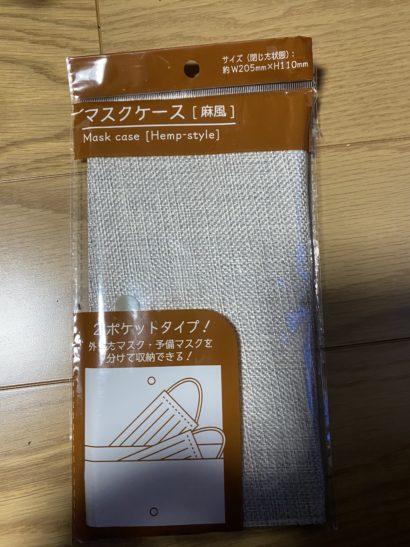 サイズ（閉じた状態）：
約W205mm×H110mm
マスクケース［麻風］
Mask case [Hemp-style]
2ポケットタイプ！
外したマスク・予備マスクを
分けて収納できる！